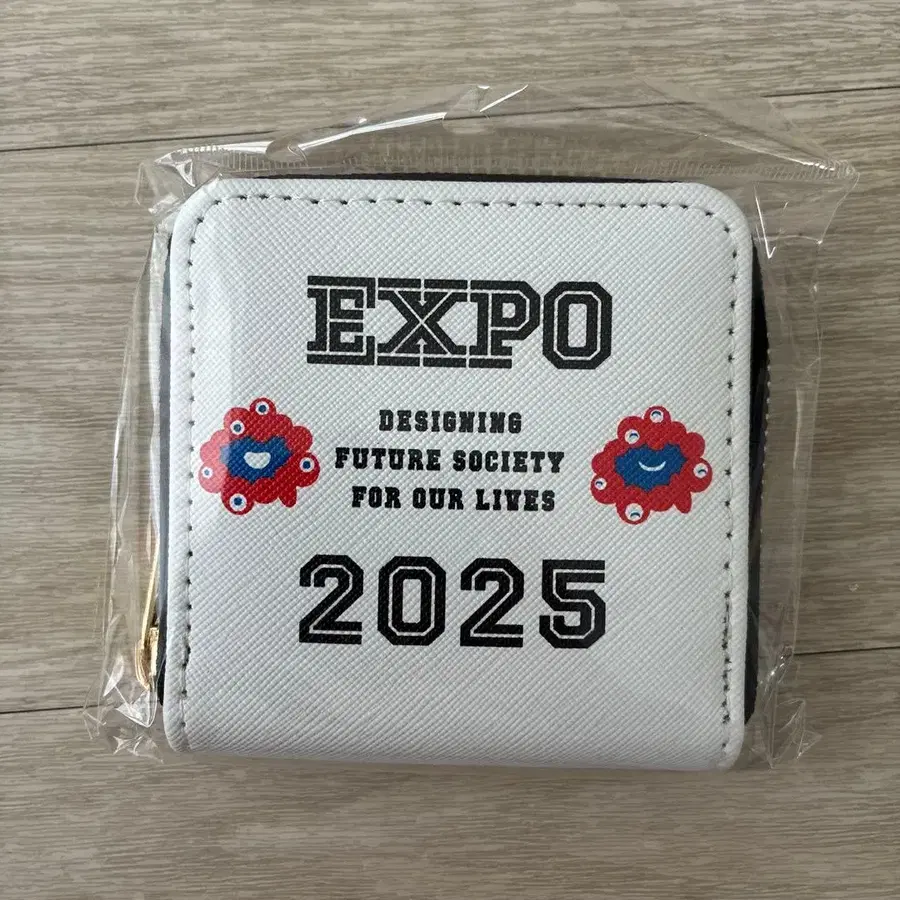 EXPO
DESIGNING
FUTURE SOCIETY
FOR OUR LIVES
2025